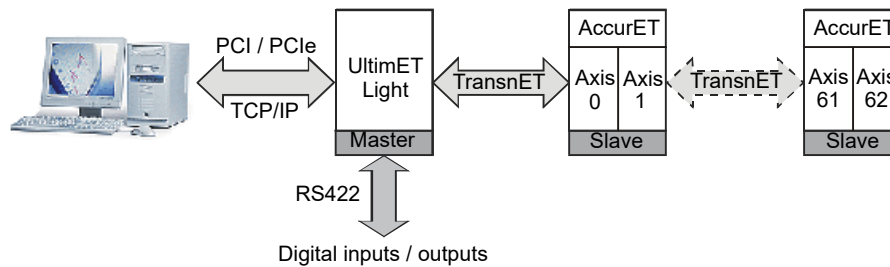 PCI / PCIe
TCP/IP
UltimET
Light
Master
RS422
Digital inputs / outputs
TransnET
AccurET
Axis
0
Axis
1
Slave
TransnET
AccurET
Axis
61
Axis
62
Slave